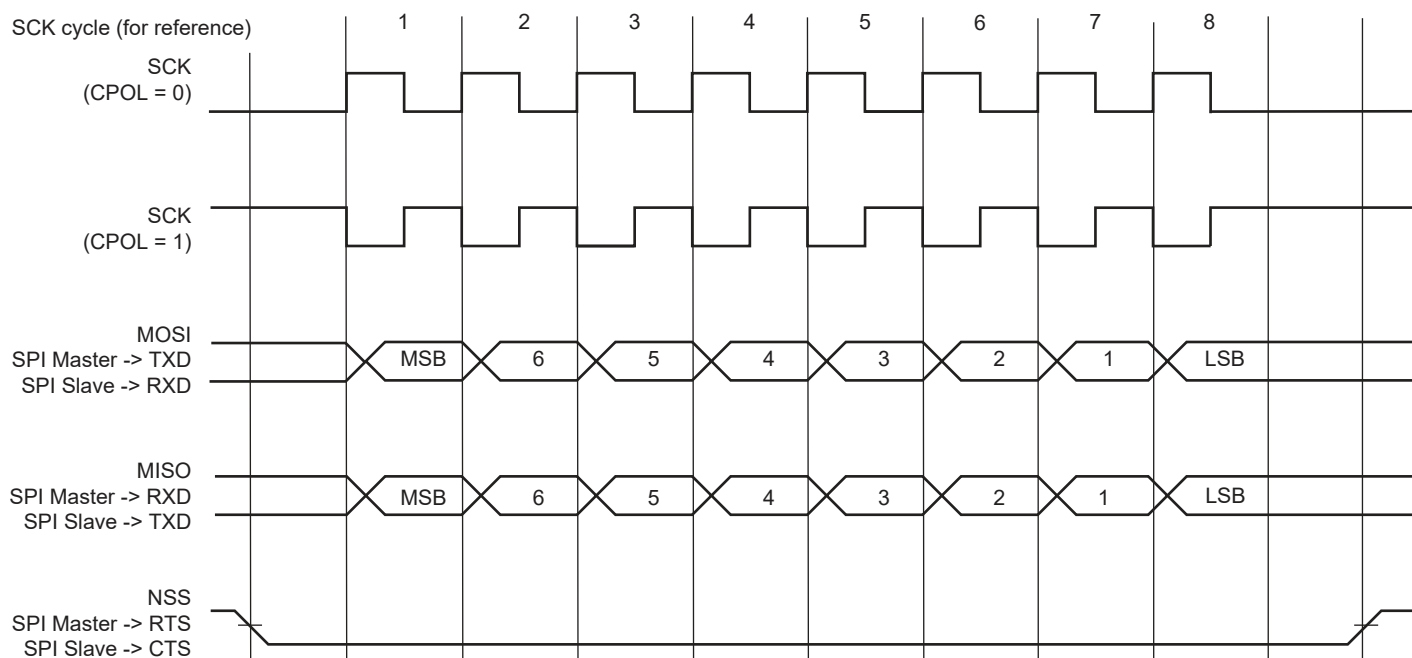 SCK cycle (for reference)
1 2 3 4 5 6 7 8
SCK
(CPOL = 0)
SCK
(CPOL = 1)
MOSI
SPI Master -> TXD
SPI Slave -> RXD
MSB 6 5 4 3 2 1 LSB
MISO
SPI Master -> RXD
SPI Slave -> TXD
MSB 6 5 4 3 2 1 LSB
NSS
SPI Master -> RTS
SPI Slave -> CTS